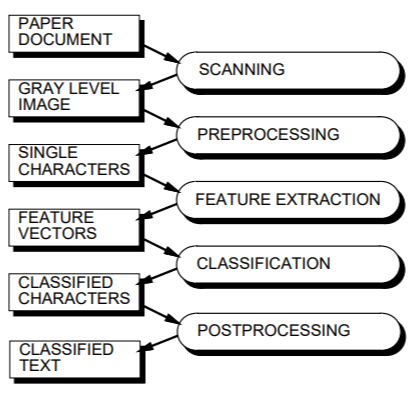 PAPER
DOCUMENT
SCANNING
GRAY LEVEL
IMAGE
PREPROCESSING
SINGLE
CHARACTERS
FEATURE EXTRACTION
FEATURE
VECTORS
CLASSIFICATION
CLASSIFIED
CHARACTERS
POSTPROCESSING
CLASSIFIED
TEXT